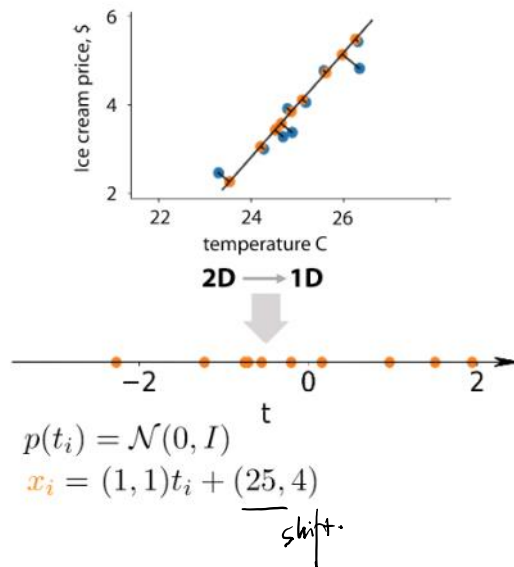 6
4
2
Ice cream price, $
22 24 26
temperature C
2D → 1D
−2 0 2
t
p(tᵢ) = 𝒩(0, I)
xᵢ = (1, 1)tᵢ + (25, 4)
shift.